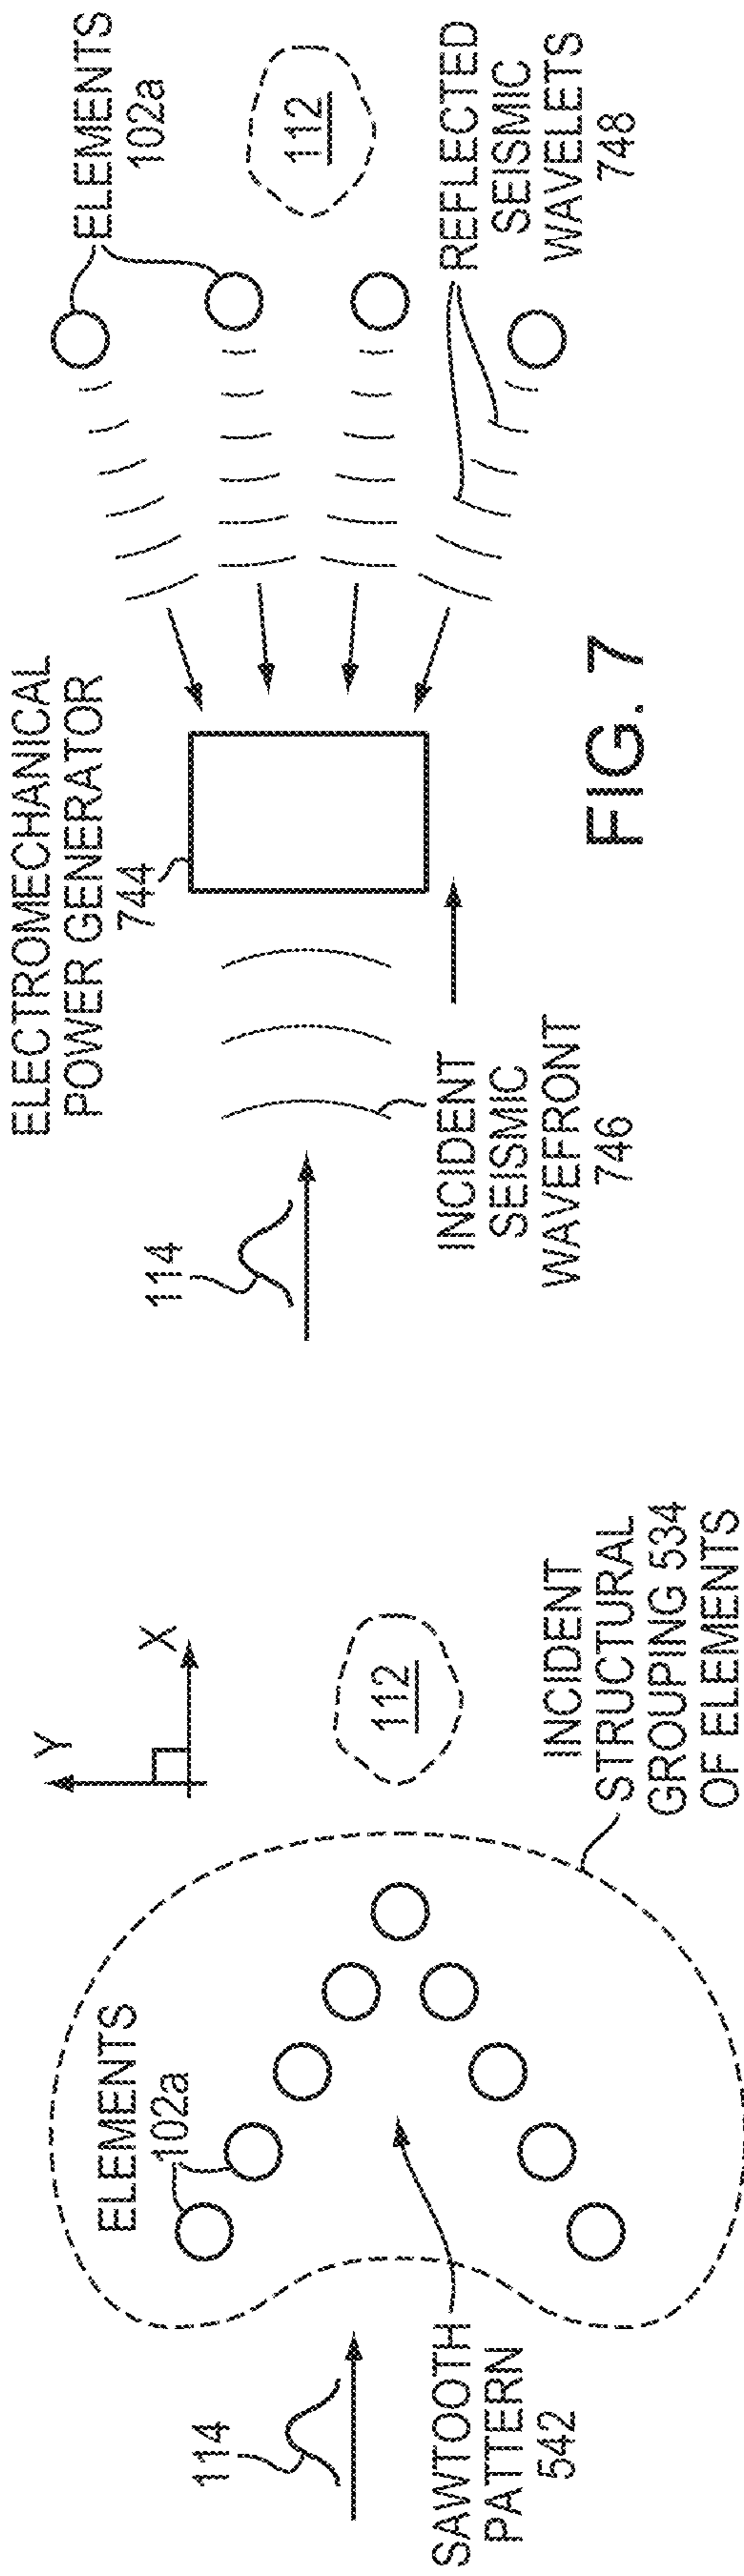 Y
X
ELEMENTS
102a
112
114
SAWTOOTH
PATTERN
542
INCIDENT
STRUCTURAL
GROUPING 534
OF ELEMENTS
ELECTROMECHANICAL
POWER GENERATOR
744
ELEMENTS
102a
112
114
INCIDENT
SEISMIC
WAVEFRONT
746
REFLECTED
SEISMIC
WAVELETS
748
FIG. 7